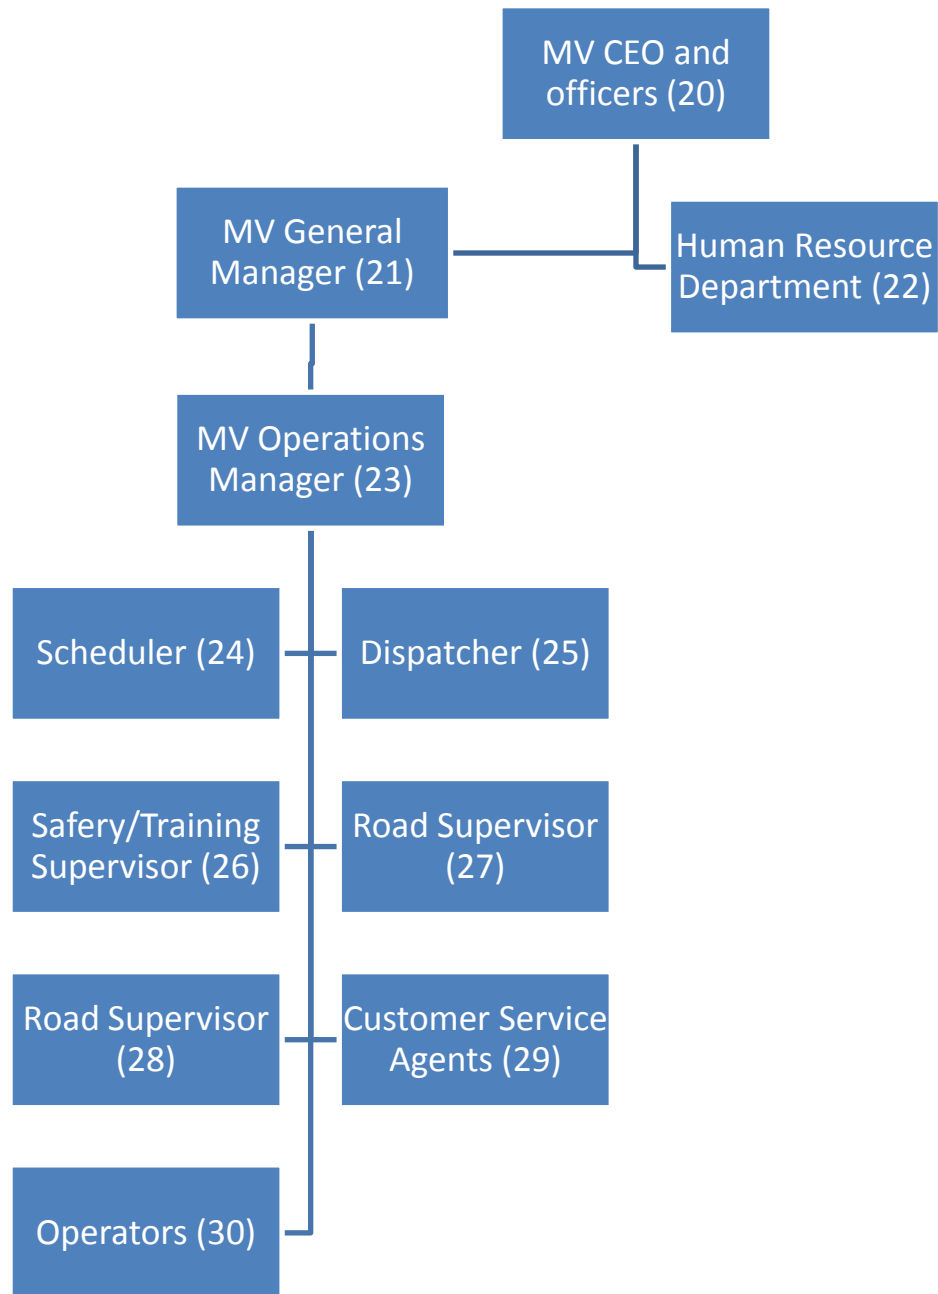 MV CEO and
officers (20)
MV General
Manager (21)
Human Resource
Department (22)
MV Operations
Manager (23)
Scheduler (24)
Dispatcher (25)
Safery/Training
Supervisor (26)
Road Supervisor
(27)
Road Supervisor
(28)
Customer Service
Agents (29)
Operators (30)